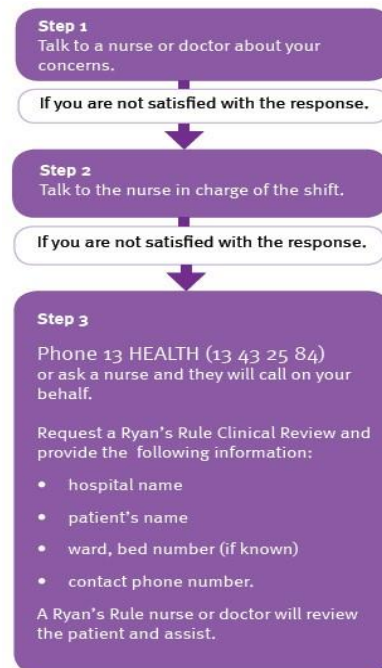 Step 1
Talk to a nurse or doctor about your
concerns.
If you are not satisfied with the response.
Step 2
Talk to the nurse in charge of the shift.
If you are not satisfied with the response.
Step 3
Phone 13 HEALTH (13 43 25 84)
or ask a nurse and they will call on your
behalf.
Request a Ryan's Rule Clinical Review and
provide the following information:
• hospital name
• patient's name
• ward, bed number (if known)
• contact phone number.
A Ryan's Rule nurse or doctor will review
the patient and assist.